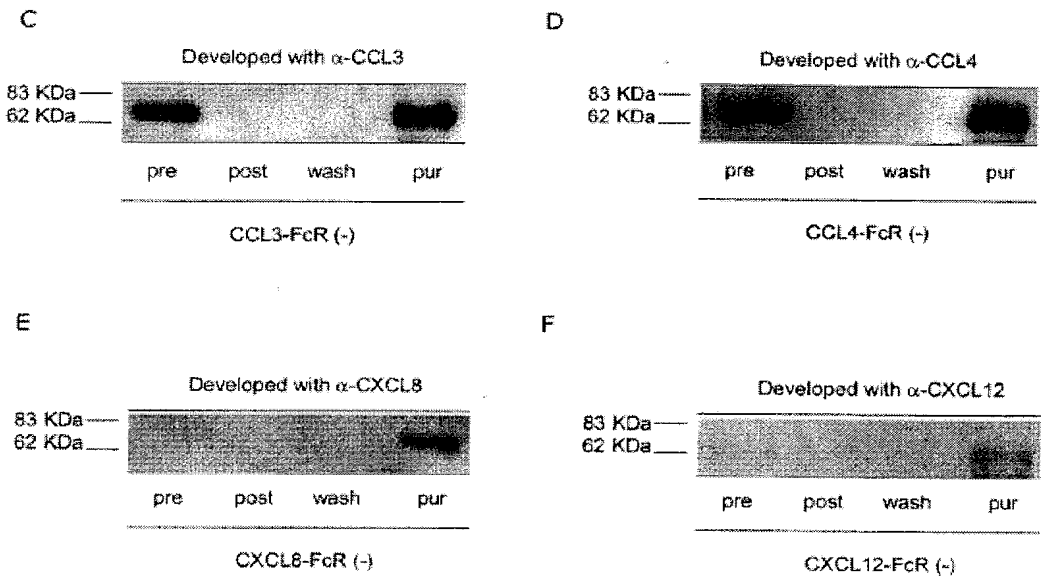 C
Developed with α-CCL3
83 KDa
62 KDa
pre post wash pur
CCL3-FcR (-)
D
Developed with α-CCL4
83 KDa
62 KDa
pre post wash pur
CCL4-FcR (-)
E
Developed with α-CXCL8
83 KDa
62 KDa
pre post wash pur
CXCL8-FcR (-)
F
Developed with α-CXCL12
83 KDa
62 KDa
pre post wash pur
CXCL12-FcR (-)